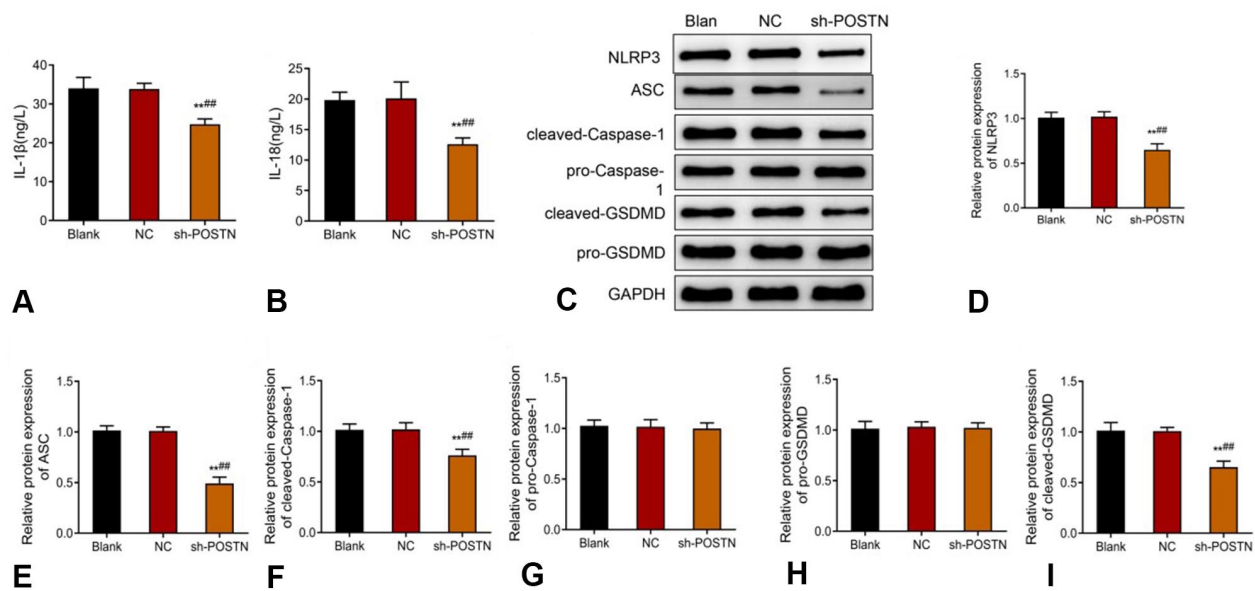 IL-1β(ng/L)
40
30
20
10
0
**##
Blank NC sh-POSTN
A
IL-18(ng/L)
25
20
15
10
5
0
**##
Blank NC sh-POSTN
B
Blan NC sh-POSTN
NLRP3
ASC
cleaved-Caspase-1
pro-Caspase-
1
cleaved-GSDMD
pro-GSDMD
GAPDH
C
Relative protein expression
of NLRP3
1.5
1.0
0.5
0.0
**##
Blank NC sh-POSTN
D
Relative protein expression
of ASC
1.5
1.0
0.5
0.0
**##
Blank NC sh-POSTN
E
Relative protein expression
of cleaved-Caspase-1
1.5
1.0
0.5
0.0
**##
Blank NC sh-POSTN
F
Relative protein expression
of pro-Caspase-1
1.5
1.0
0.5
0.0
Blank NC sh-POSTN
G
Relative protein expression
of pro-GSDMD
1.5
1.0
0.5
0.0
Blank NC sh-POSTN
H
Relative protein expression
of cleaved-GSDMD
1.5
1.0
0.5
0.0
**##
Blank NC sh-POSTN
I